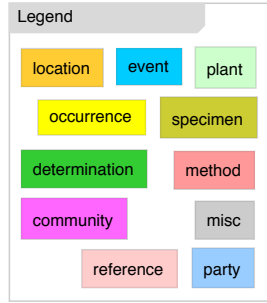 Legend
location event plant
occurrence specimen
determination method
community misc
reference party